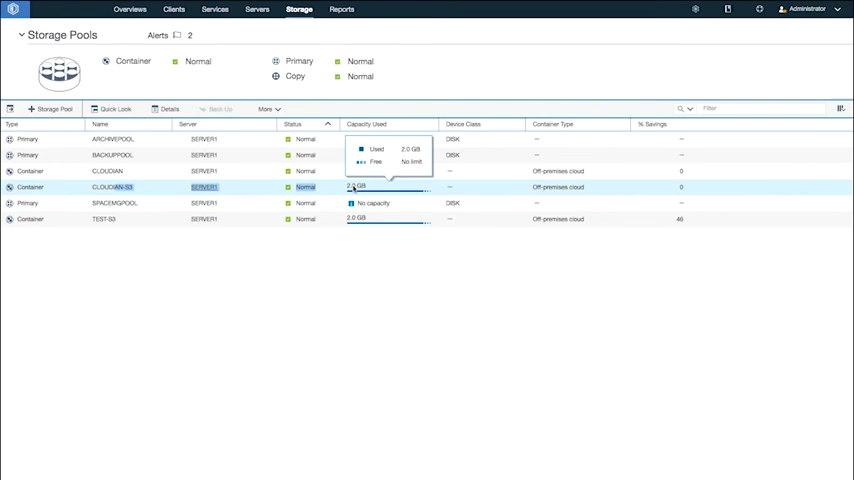 Overviews Clients Services Servers Storage Reports Administrator
Storage Pools Alerts 2
Container Normal Primary Normal
Copy Normal
+ Storage Pool Quick Look Details Back Up More Filter
Type Name Server Status Capacity Used Device Class Container Type % Savings
Primary ARCHIVEPOOL SERVER1 Normal DISK — —
Used 2.0 GB
Primary BACKUPPOOL SERVER1 Normal DISK — —
Free No limit
Container CLOUDIAN SERVER1 Normal — Off-premises cloud 0
Container CLOUDIAN-S3 SERVER1 Normal 2.0 GB — Off-premises cloud 0
Primary SPACEMGPOOL SERVER1 Normal No capacity DISK — —
Container TEST-S3 SERVER1 Normal 2.0 GB — Off-premises cloud 46